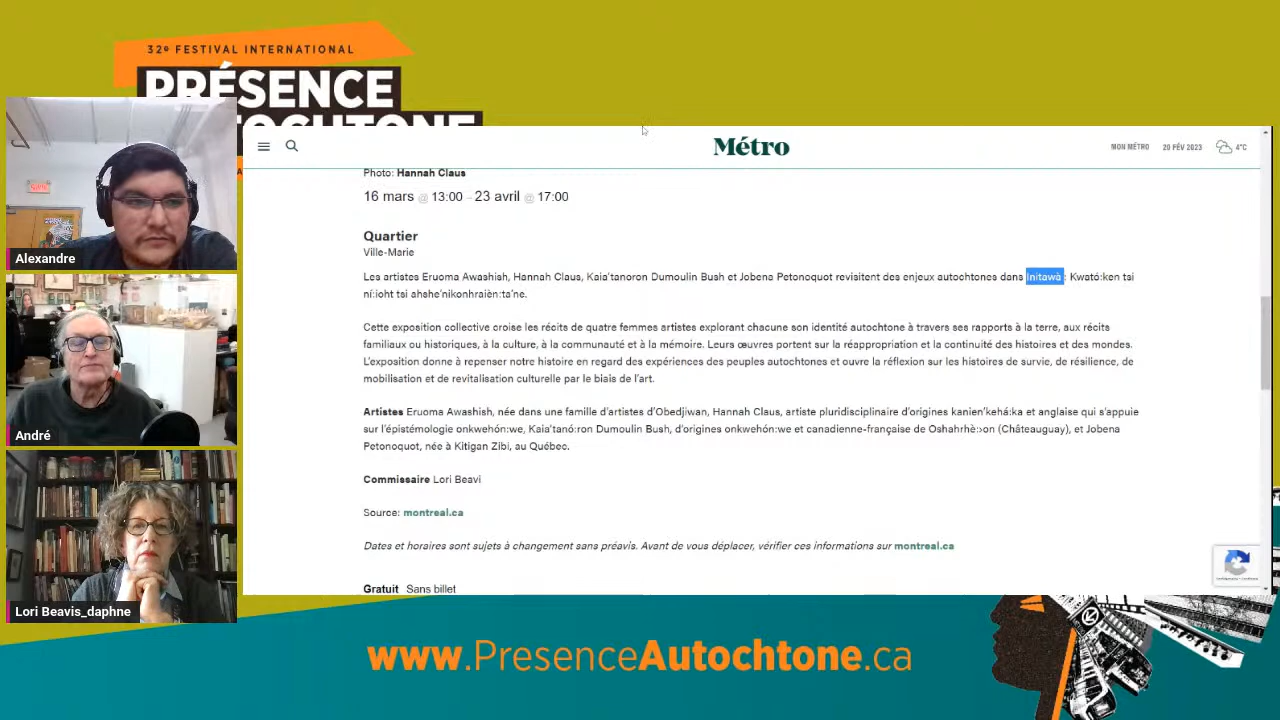 32e FESTIVAL INTERNATIONAL
PRÉSENCE
AUTOCHTONE
Métro
MON MÉTRO 20 FÉV 2023 4°C
Photo: Hannah Claus
16 mars @ 13:00 - 23 avril @ 17:00
Quartier
Ville-Marie
Les artistes Eruoma Awashish, Hannah Claus, Kaia'tanoron Dumoulin Bush et Jobena Petonoquot revisitent des enjeux autochtones dans Initawà : Kwató:ken tsi
ní:ioht tsi ahshe'nikonhraièn:ta'ne.
Cette exposition collective croise les récits de quatre femmes artistes explorant chacune son identité autochtone à travers ses rapports à la terre, aux récits
familiaux ou historiques, à la culture, à la communauté et à la mémoire. Leurs œuvres portent sur la réappropriation et la continuité des histoires et des mondes.
L'exposition donne à repenser notre histoire en regard des expériences des peuples autochtones et ouvre la réflexion sur les histoires de survie, de résilience, de
mobilisation et de revitalisation culturelle par le biais de l'art.
Artistes Eruoma Awashish, née dans une famille d'artistes d'Obedjiwan, Hannah Claus, artiste pluridisciplinaire d'origines kanien'kehá:ka et anglaise qui s'appuie
sur l'épistémologie onkwehón:we, Kaia'tanó:ron Dumoulin Bush, d'origines onkwehón:we et canadienne-française de Oshahrhè:>on (Châteauguay), et Jobena
Petonoquot, née à Kitigan Zibi, au Québec.
Commissaire Lori Beavi
Source: montreal.ca
Dates et horaires sont sujets à changement sans préavis. Avant de vous déplacer, vérifier ces informations sur montreal.ca
Gratuit Sans billet
Alexandre
André
Lori Beavis_daphne
www.PresenceAutochtone.ca